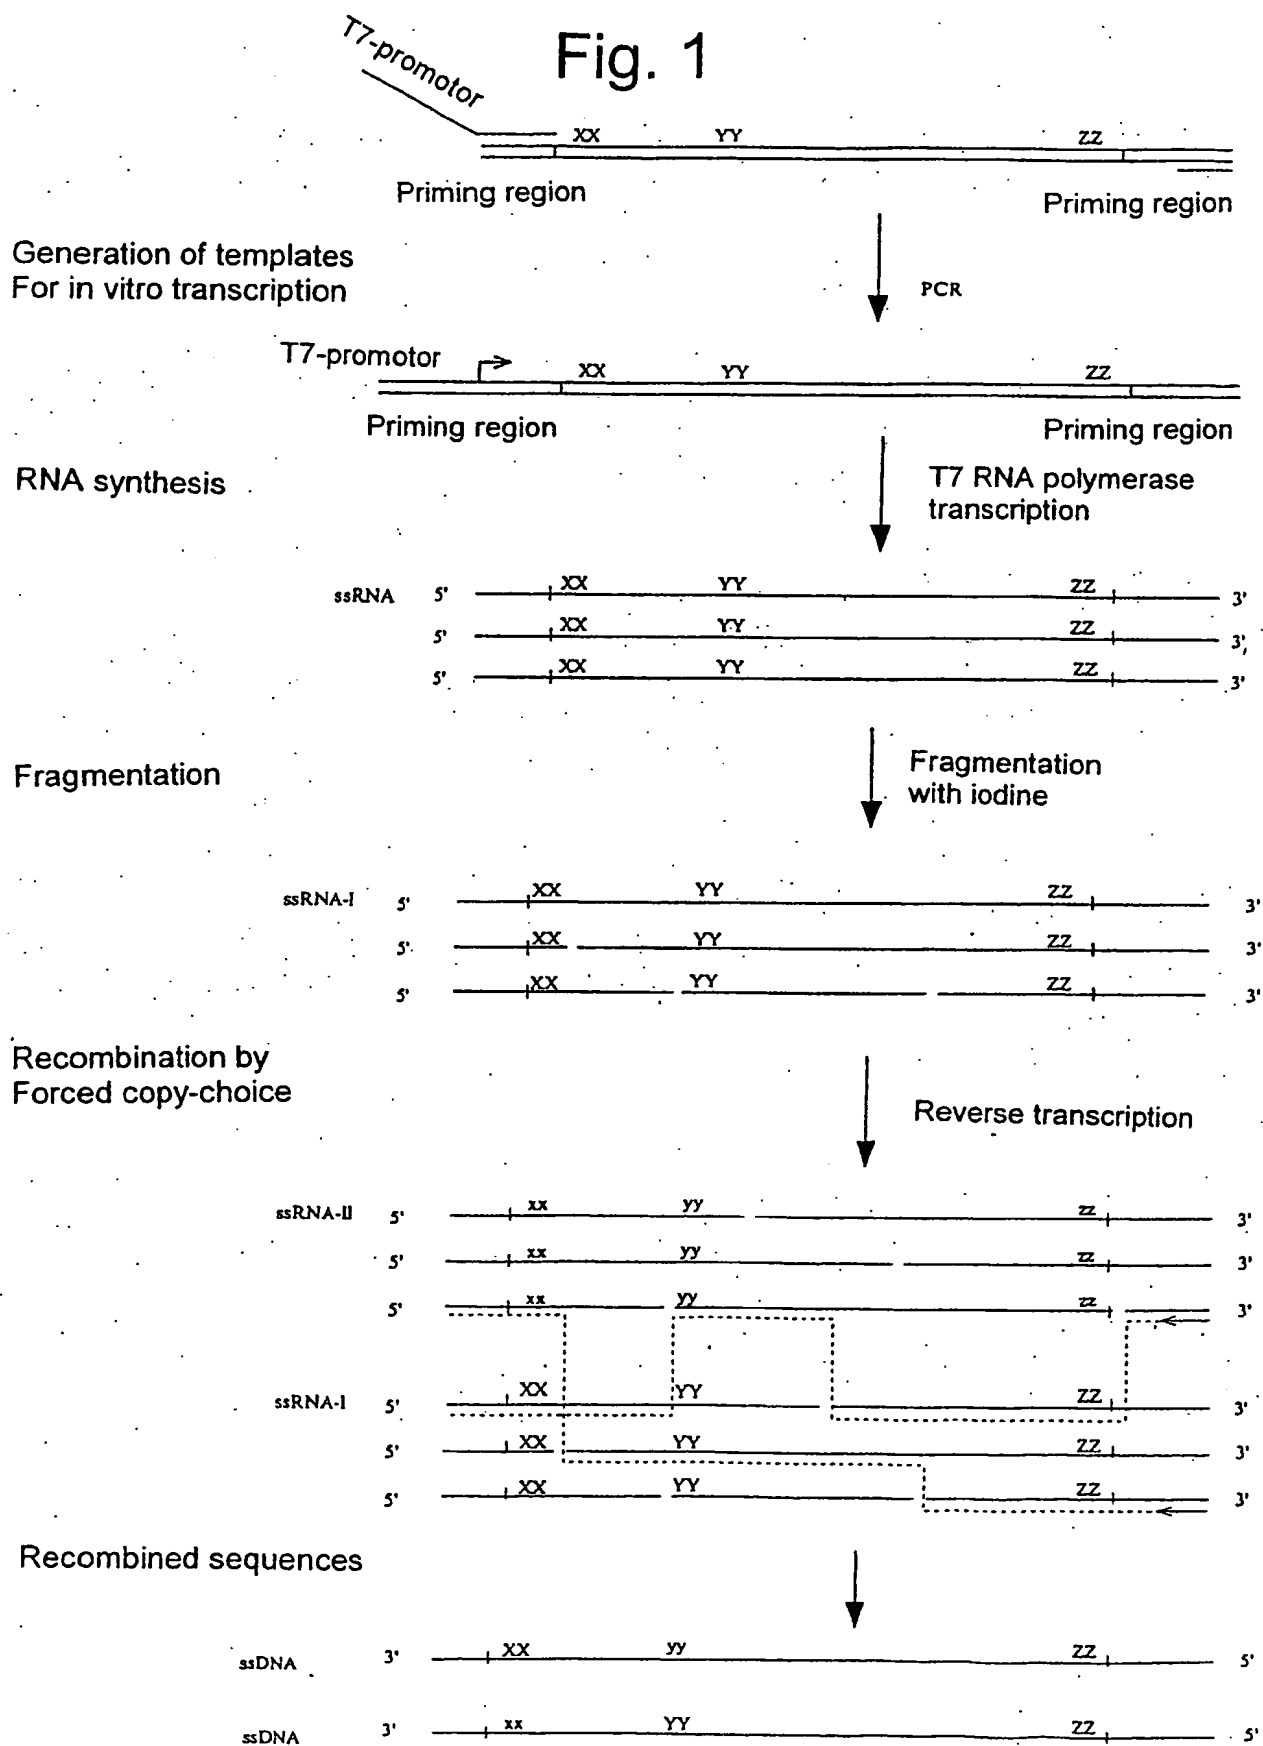 Fig. 1
T7-promotor
XX YY ZZ
Priming region Priming region
Generation of templates
For in vitro transcription
PCR
T7-promotor
XX YY ZZ
Priming region Priming region
RNA synthesis
T7 RNA polymerase
transcription
ssRNA 5' XX YY ZZ 3'
5' XX YY ZZ 3'
5' XX YY ZZ 3'
Fragmentation
Fragmentation
with iodine
ssRNA-I 5' XX YY ZZ 3'
5' XX YY ZZ 3'
5' XX YY ZZ 3'
Recombination by
Forced copy-choice
Reverse transcription
ssRNA-II 5' xx yy zz 3'
5' xx yy zz 3'
5' xx yy zz 3'
ssRNA-I 5' XX YY ZZ 3'
5' XX YY ZZ 3'
5' XX YY ZZ 3'
Recombined sequences
ssDNA 3' XX yy ZZ 5'
ssDNA 3' xx YY ZZ 5'